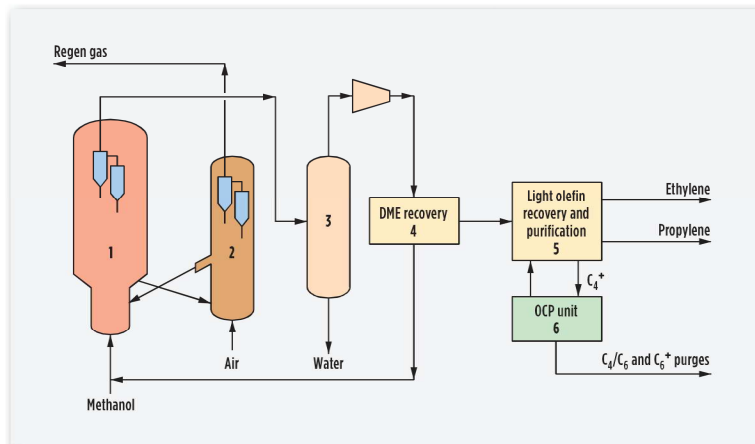 Regen gas
1
2
3
DME recovery
4
Light olefin
recovery and
purification
5
Ethylene
Propylene
C₄⁺
OCP unit
6
Air
Water
C₄/C₆ and C₆⁺ purges
Methanol